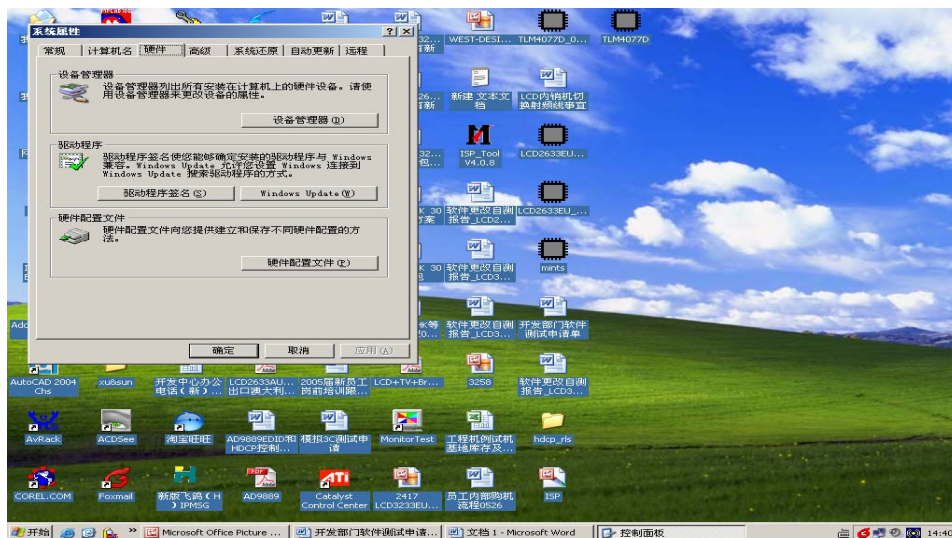 系统属性
常规
计算机名
硬件
高级
系统还原
自动更新
远程
设备管理器
设备管理器列出所有安装在计算机上的硬件设备。请使
用设备管理器来更改设备的属性。
设备管理器(D)
驱动程序
驱动程序签名使您能够确定安装的驱动程序与 Windows
兼容。Windows Update 允许您设置 Windows 连接到
Windows Update 搜索驱动程序的方式。
驱动程序签名(S)
Windows Update(W)
硬件配置文件
硬件配置文件向您提供建立和保存不同硬件配置的方
法。
硬件配置文件(P)
确定
取消
应用(A)
WEST-DESI...
TLM4077D_0...
TLM4077D
新建 文本文
档
LCD内销机切
换射频线事宜
ISP_Tool
V4.0.8
LCD2633EU...
软件更改自测
报告_LCD2...
LCD2633EU_...
软件更改自测
报告_LCD3...
mints
软件更改自测
报告_LCD3...
开发部门软件
测试申请单
AutoCAD 2004
Chs
xu&sun
开发中心办公
电话(新)...
LCD2633AU...
出口澳大利...
2005届新员工
岗前培训跟...
LCD+TV+Br...
3258
软件更改自测
报告_LCD3...
AvRack
ACDSee
淘宝旺旺
AD9889EDID和
HDCP控制...
模拟3C测试申
请
MonitorTest
工程机例试机
基地库存及...
hdcp_rls
COREL.COM
Foxmail
新版飞鸽(H
) IPMSG
AD9889
Catalyst
Control Center
2417
LCD3233EU...
员工内部购机
流程0526
ISP
开始
Microsoft Office Picture ...
开发部门软件测试申请...
文档 1 - Microsoft Word
控制面板